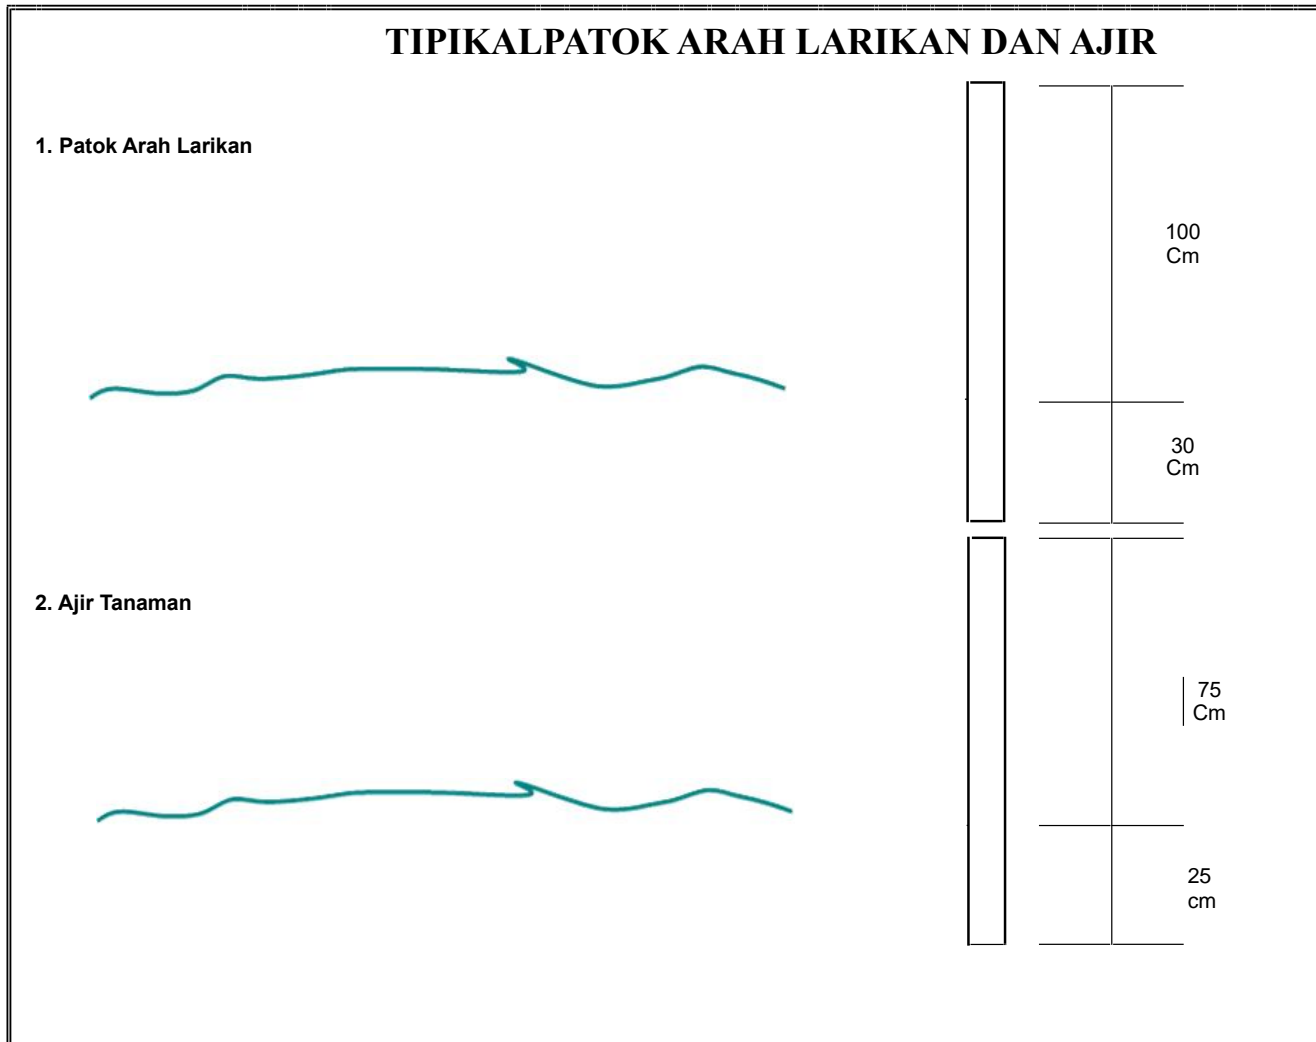 TIPIKALPATOK ARAH LARIKAN DAN AJIR
1. Patok Arah Larikan
100
Cm
30
Cm
2. Ajir Tanaman
75
Cm
25
cm